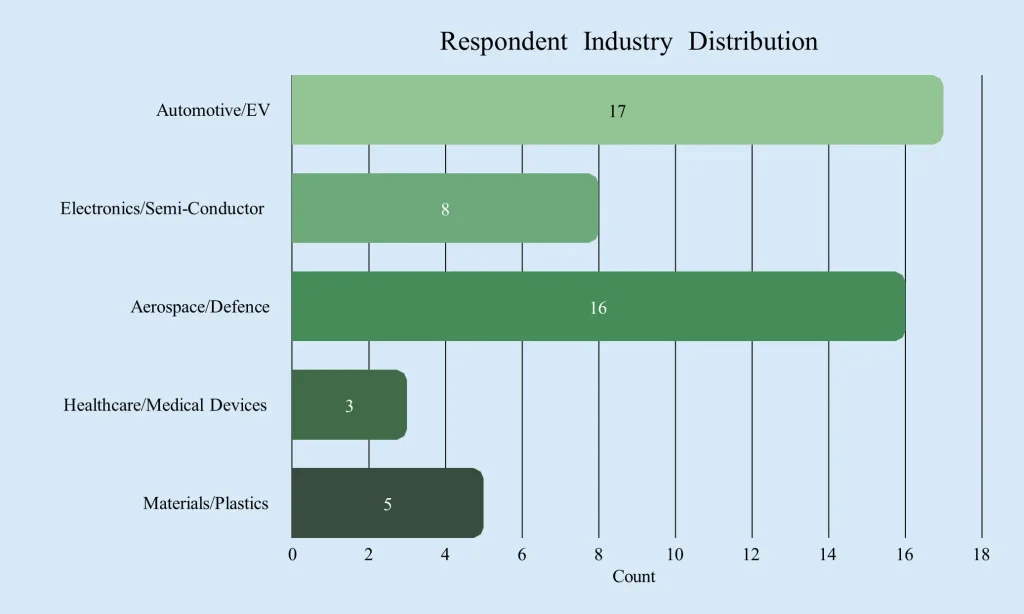 Respondent Industry Distribution
Automotive/EV
17
Electronics/Semi-Conductor
8
Aerospace/Defence
16
Healthcare/Medical Devices
3
Materials/Plastics
5
0 2 4 6 8 10 12 14 16 18
Count